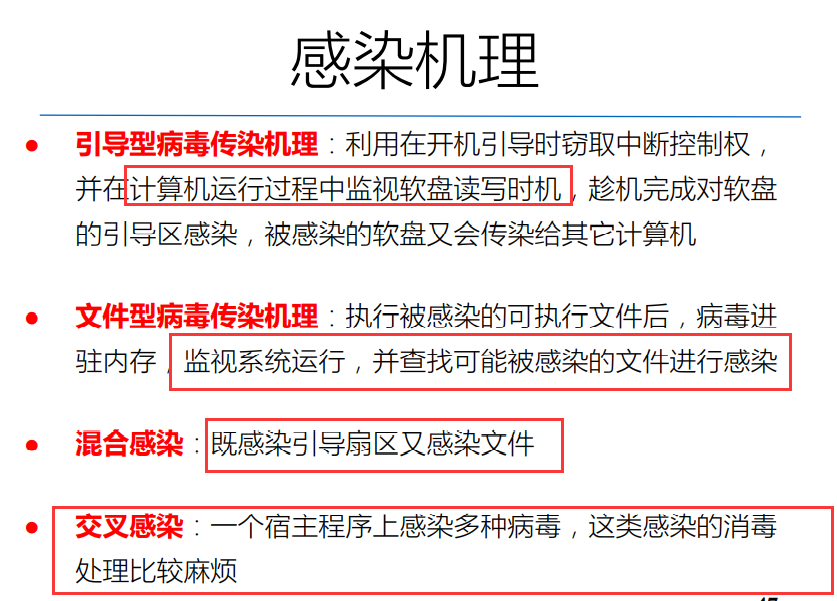 感染机理
● 引导型病毒传染机理：利用在开机引导时窃取中断控制权，
并在计算机运行过程中监视软盘读写时机，趁机完成对软盘
的引导区感染，被感染的软盘又会传染给其它计算机
● 文件型病毒传染机理：执行被感染的可执行文件后，病毒进
驻内存，监视系统运行，并查找可能被感染的文件进行感染
● 混合感染：既感染引导扇区又感染文件
● 交叉感染：一个宿主程序上感染多种病毒，这类感染的消毒
处理比较麻烦